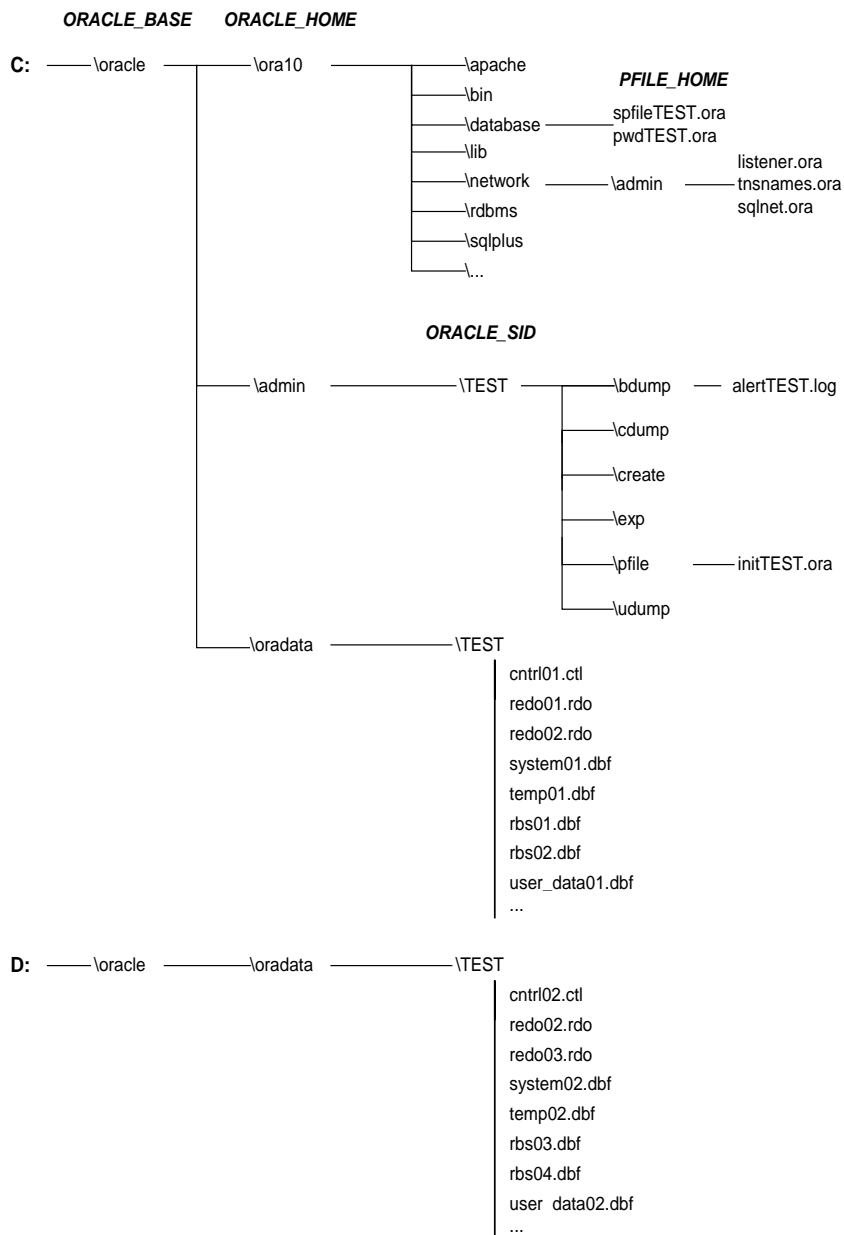 ORACLE_BASE ORACLE_HOME
C: \oracle \ora10 \apache
PFILE_HOME
\bin
spfileTEST.ora
\database
pwdTEST.ora
\lib
listener.ora
\network \admin tnsnames.ora
sqlnet.ora
\rdbms
\sqlplus
\...
ORACLE_SID
\admin \TEST \bdump alertTEST.log
\cdump
\create
\exp
\pfile initTEST.ora
\udump
\oradata \TEST
cntrl01.ctl
redo01.rdo
redo02.rdo
system01.dbf
temp01.dbf
rbs01.dbf
rbs02.dbf
user_data01.dbf
...
D: \oracle \oradata \TEST
cntrl02.ctl
redo02.rdo
redo03.rdo
system02.dbf
temp02.dbf
rbs03.dbf
rbs04.dbf
user_data02.dbf
...